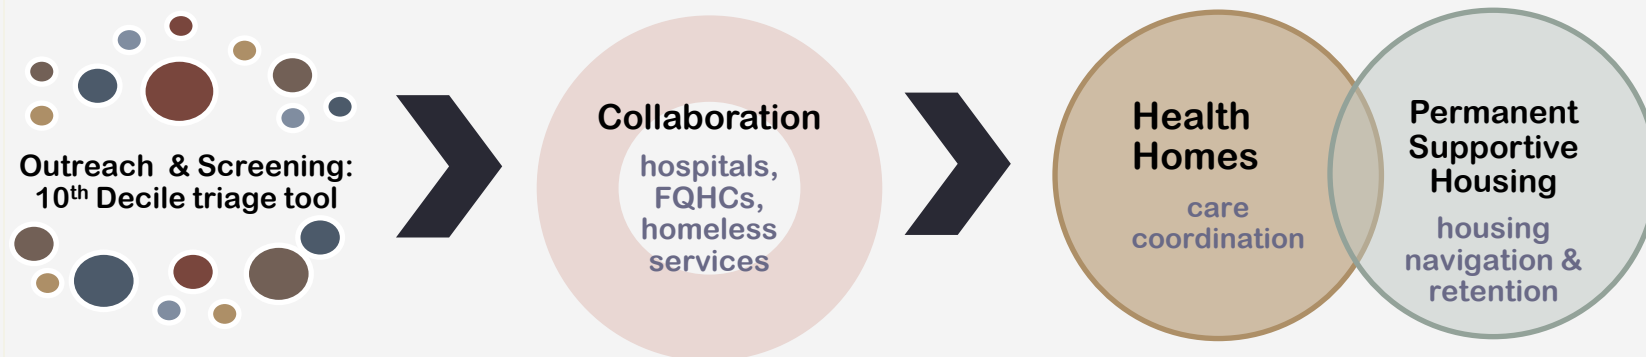 Outreach & Screening:
10th Decile triage tool
Collaboration
hospitals,
FQHCs,
homeless
services
Health
Homes
care
coordination
Permanent
Supportive
Housing
housing
navigation &
retention